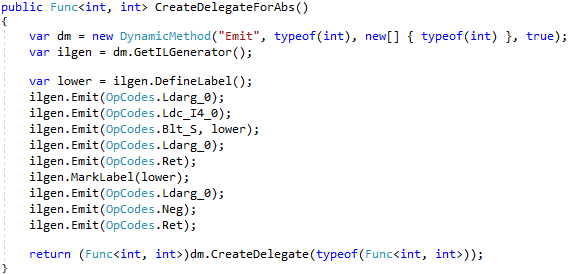 public Func<int, int> CreateDelegateForAbs()
{
    var dm = new DynamicMethod("Emit", typeof(int), new[] { typeof(int) }, true);
    var ilgen = dm.GetILGenerator();

    var lower = ilgen.DefineLabel();
    ilgen.Emit(OpCodes.Ldarg_0);
    ilgen.Emit(OpCodes.Ldc_I4_0);
    ilgen.Emit(OpCodes.Blt_S, lower);
    ilgen.Emit(OpCodes.Ldarg_0);
    ilgen.Emit(OpCodes.Ret);
    ilgen.MarkLabel(lower);
    ilgen.Emit(OpCodes.Ldarg_0);
    ilgen.Emit(OpCodes.Neg);
    ilgen.Emit(OpCodes.Ret);

    return (Func<int, int>)dm.CreateDelegate(typeof(Func<int, int>));
}